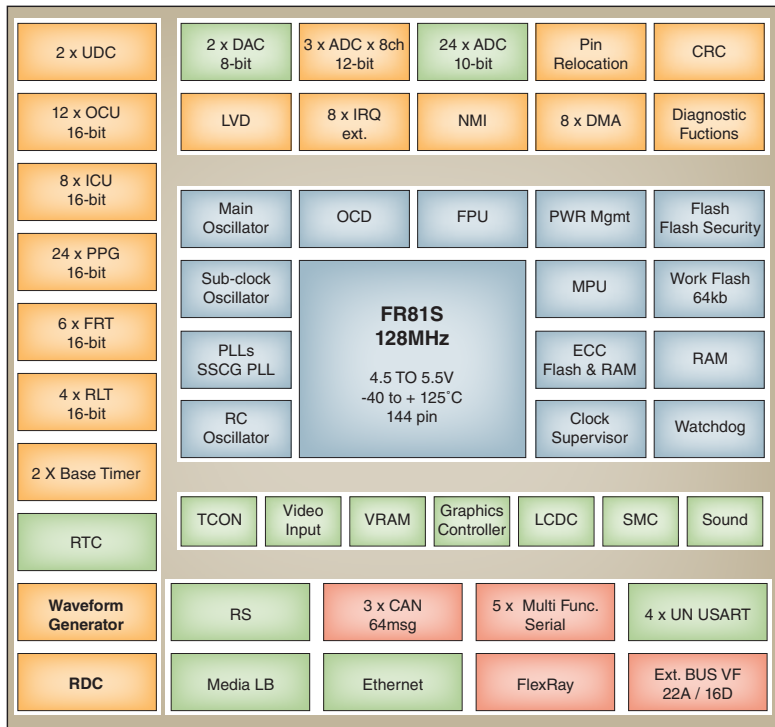 2 x UDC
12 x OCU
16-bit
8 x ICU
16-bit
24 x PPG
16-bit
6 x FRT
16-bit
4 x RLT
16-bit
2 X Base Timer
RTC
Waveform
Generator
RDC
2 x DAC
8-bit
3 x ADC x 8ch
12-bit
24 x ADC
10-bit
Pin
Relocation
CRC
LVD
8 x IRQ
ext.
NMI
8 x DMA
Diagnostic
Fuctions
Main
Oscillator
OCD
FPU
PWR Mgmt
Flash
Flash Security
Sub-clock
Oscillator
FR81S
128MHz
4.5 TO 5.5V
-40 to + 125˚C
144 pin
MPU
Work Flash
64kb
PLLs
SSCG PLL
ECC
Flash & RAM
RAM
RC
Oscillator
Clock
Supervisor
Watchdog
TCON
Video
Input
VRAM
Graphics
Controller
LCDC
SMC
Sound
RS
3 x CAN
64msg
5 x Multi Func.
Serial
4 x UN USART
Media LB
Ethernet
FlexRay
Ext. BUS VF
22A / 16D